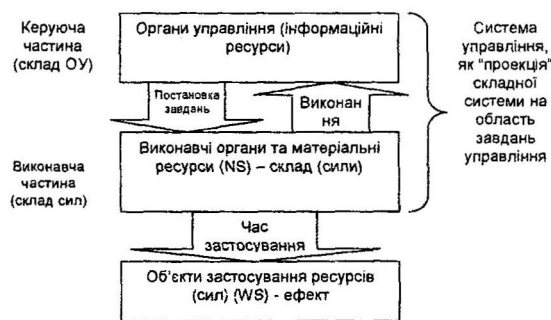 Керуюча
частина
(склад ОУ)
Органи управління (інформаційні
ресурси)
Постановка
завдань
Виконан
ня
Виконавча
частина
(склад сил)
Виконавчі органи та матеріальні
ресурси (NS) – склад (сили)
Час
застосування
Об’єкти застосування ресурсів
(сил) (WS) - ефект
Система
управління,
як "проекція"
складної
системи на
область
завдань
управління